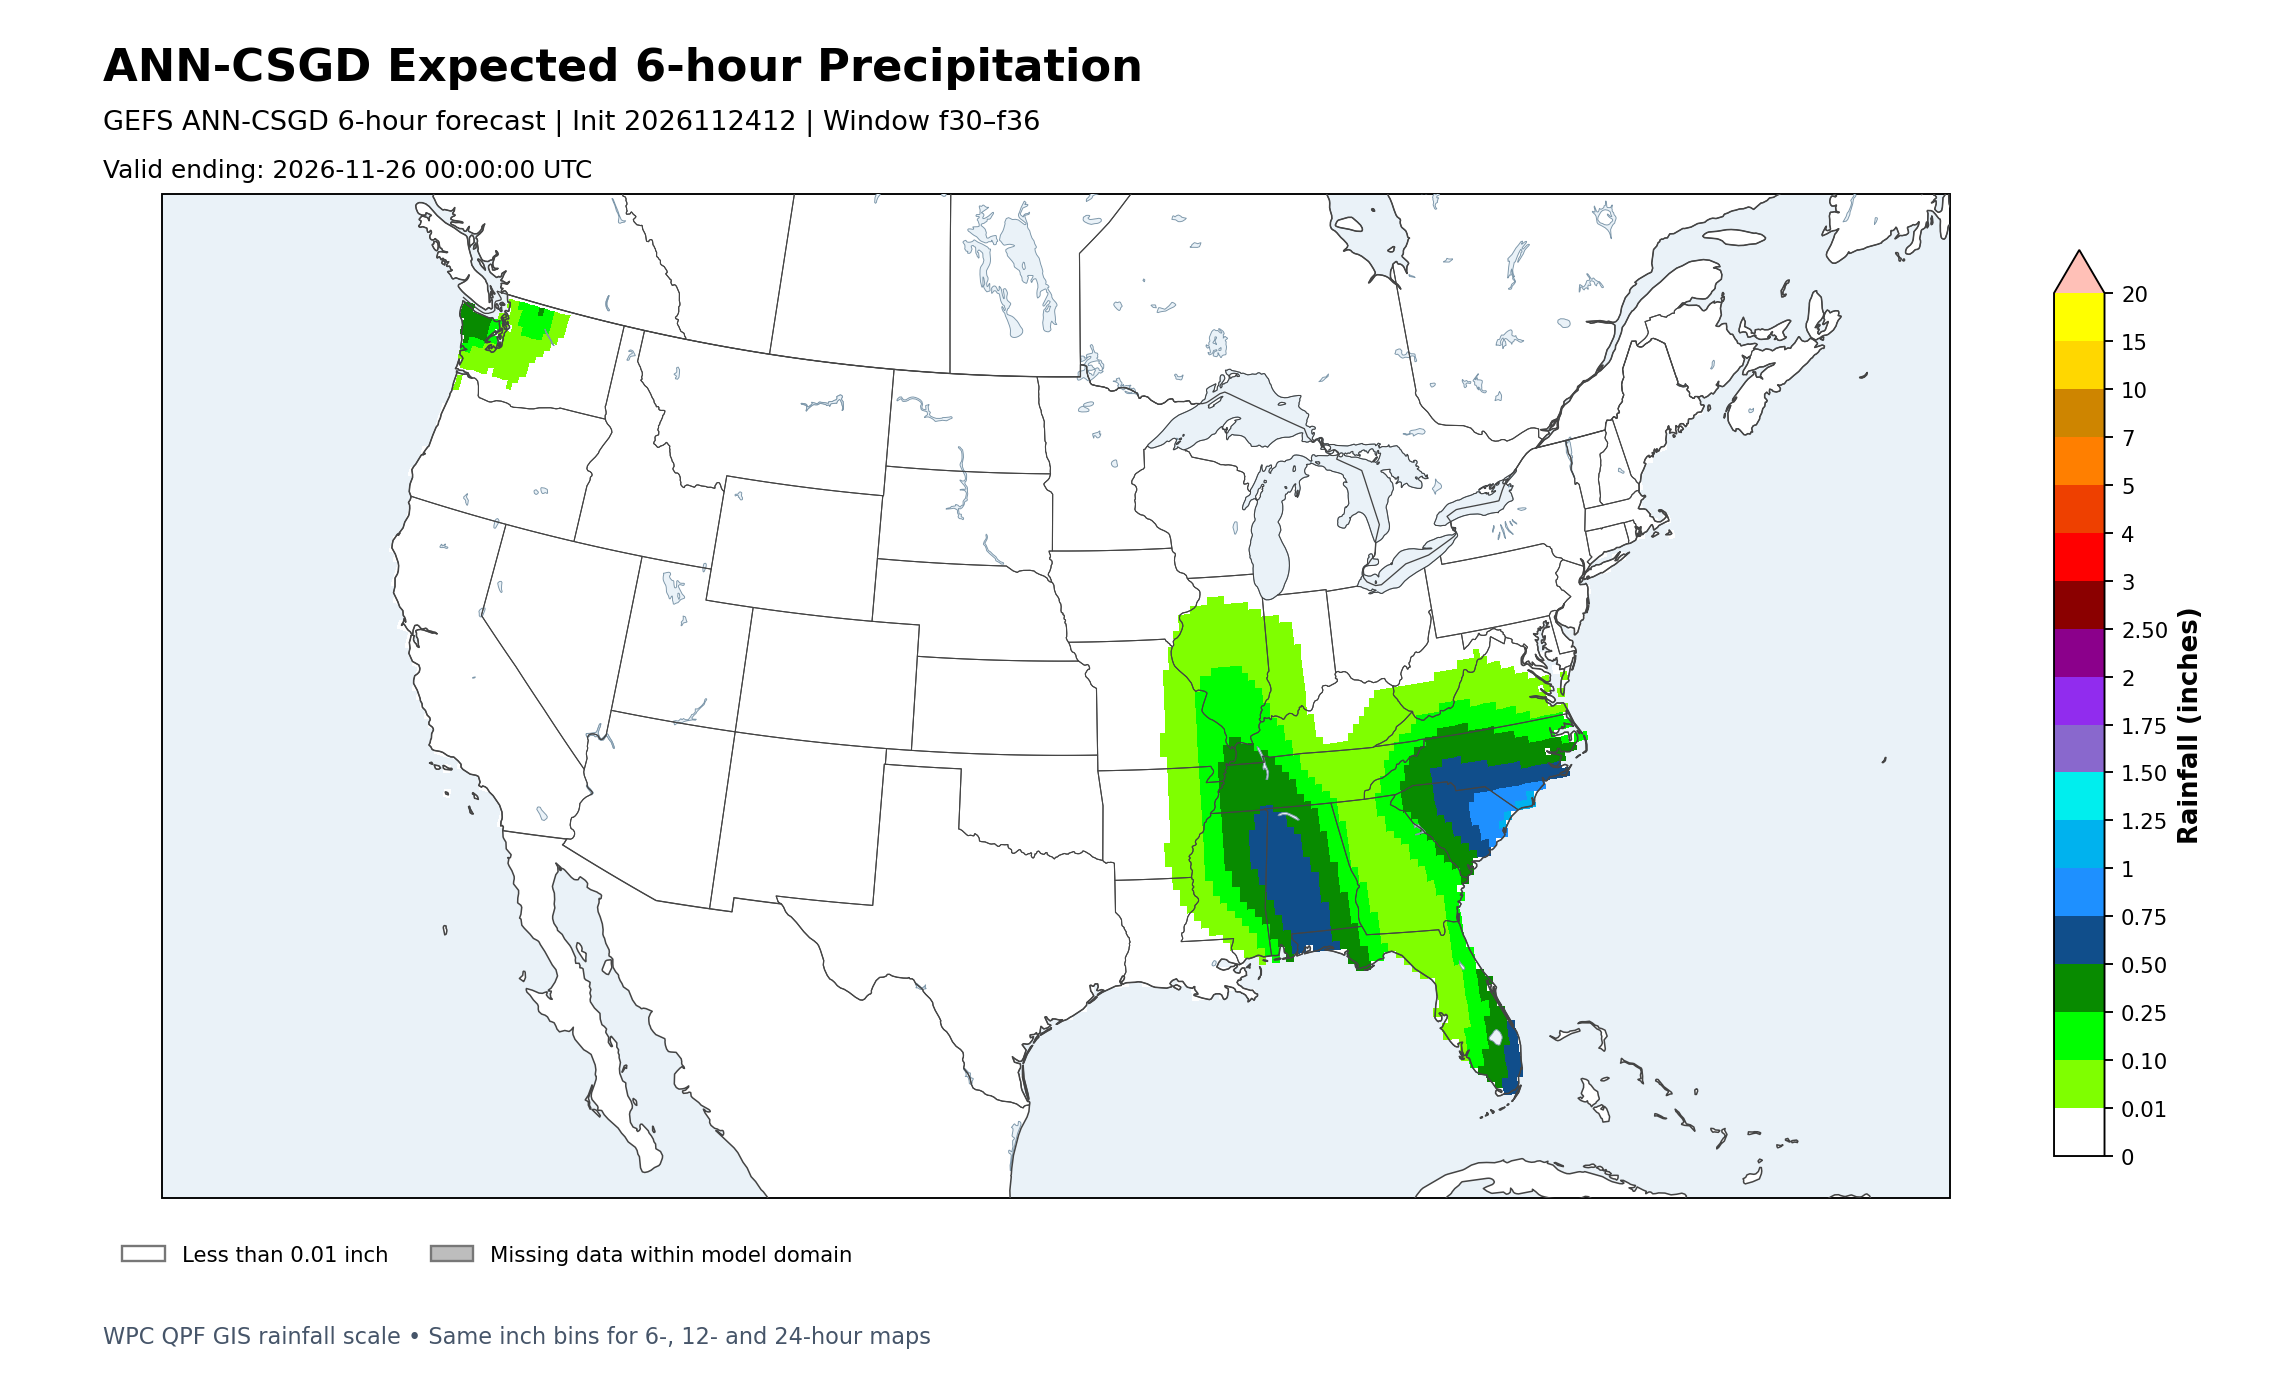 ANN-CSGD Expected 6-hour Precipitation
GEFS ANN-CSGD 6-hour forecast | Init 2026112412 | Window f30–f36
Valid ending: 2026-11-26 00:00:00 UTC
20
15
10
7
5
4
3
2.50
2
1.75
1.50
1.25
1
0.75
0.50
0.25
0.10
0.01
0
Rainfall (inches)
Less than 0.01 inch
Missing data within model domain
WPC QPF GIS rainfall scale • Same inch bins for 6-, 12- and 24-hour maps